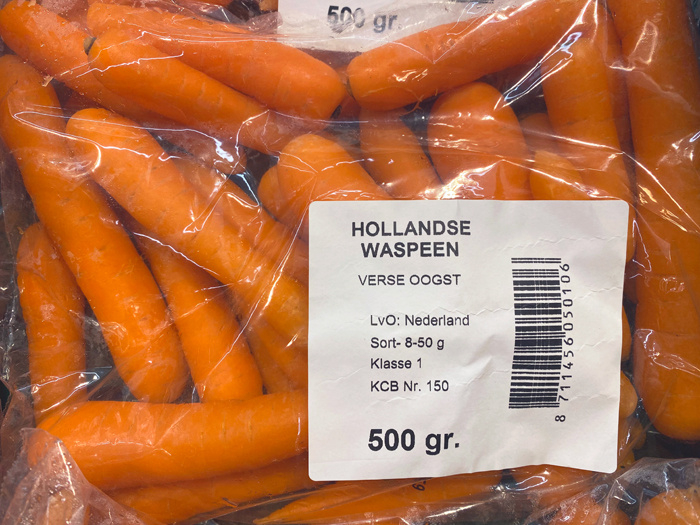 500 gr.
HOLLANDSE
WASPEEN
VERSE OOGST
LvO: Nederland
Sort- 8-50 g
Klasse 1
KCB Nr. 150
500 gr.
8 711456 050106